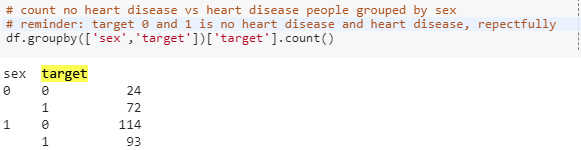 # count no heart disease vs heart disease people grouped by sex
# reminder: target 0 and 1 is no heart disease and heart disease, repectfully
df.groupby(['sex','target'])['target'].count()
sex target
0 0 24
1 72
1 0 114
1 93